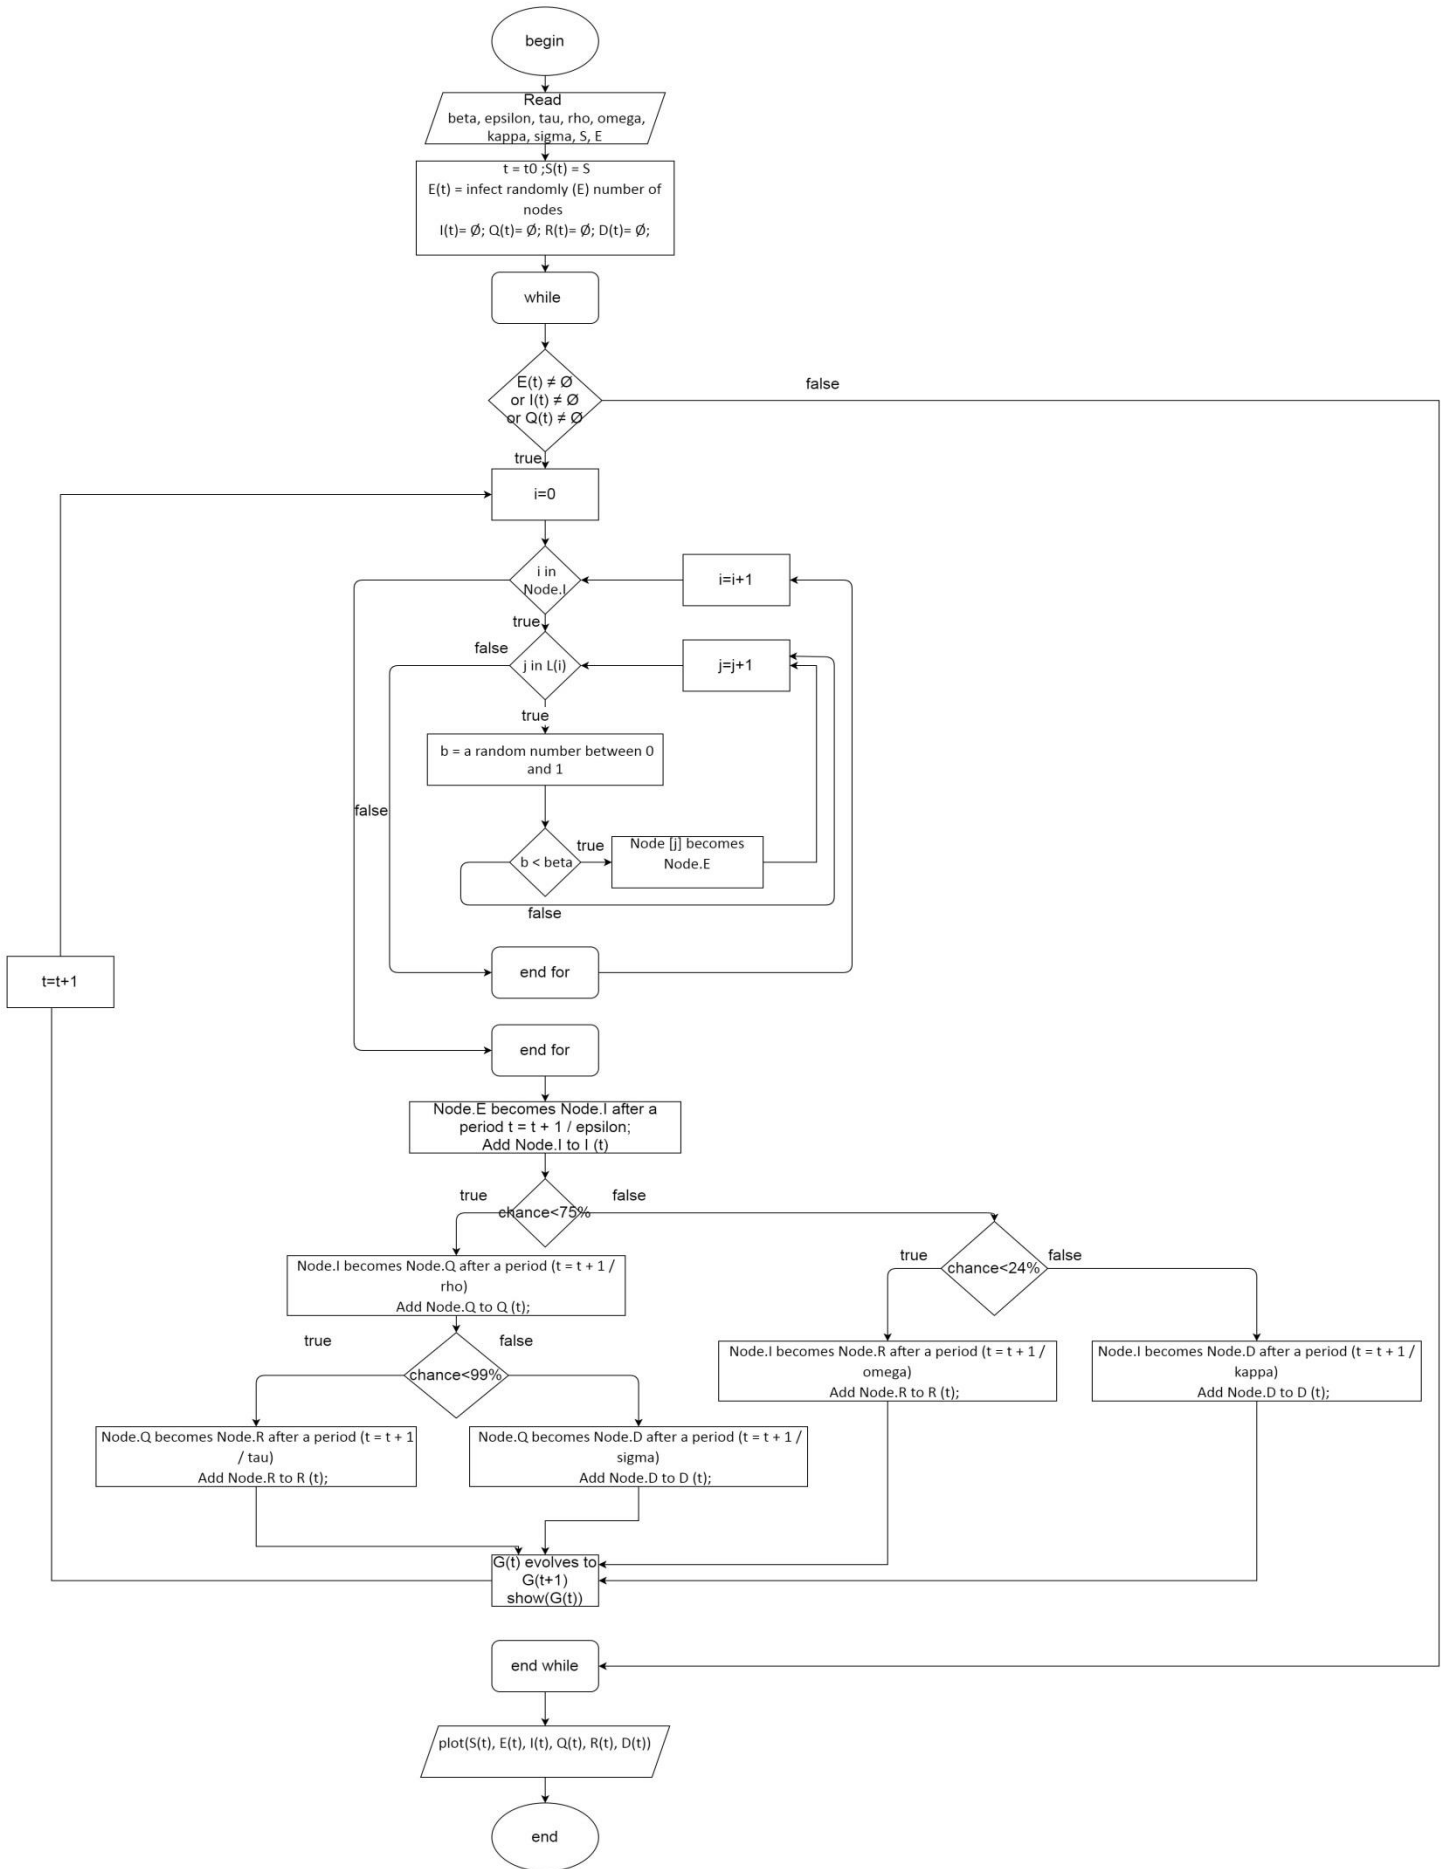 begin
Read
beta, epsilon, tau, rho, omega,
kappa, sigma, S, E
t = t0 ;S(t) = S
E(t) = infect randomly (E) number of
nodes
I(t)= Ø; Q(t)= Ø; R(t)= Ø; D(t)= Ø;
while
E(t) ≠ Ø
or I(t) ≠ Ø
or Q(t) ≠ Ø
false
true
i=0
i in
Node.I
i=i+1
true
false
j in L(i)
j=j+1
true
b = a random number between 0
and 1
false
b < beta
true
Node [j] becomes
Node.E
false
end for
t=t+1
end for
Node.E becomes Node.I after a
period t = t + 1 / epsilon;
Add Node.I to I (t)
true
chance<75%
false
Node.I becomes Node.Q after a period (t = t + 1 /
rho)
Add Node.Q to Q (t);
true
chance<24%
false
true
chance<99%
false
Node.I becomes Node.R after a period (t = t + 1 /
omega)
Add Node.R to R (t);
Node.I becomes Node.D after a period (t = t + 1 /
kappa)
Add Node.D to D (t);
Node.Q becomes Node.R after a period (t = t + 1
/ tau)
Add Node.R to R (t);
Node.Q becomes Node.D after a period (t = t + 1 /
sigma)
Add Node.D to D (t);
G(t) evolves to
G(t+1)
show(G(t))
end while
plot(S(t), E(t), I(t), Q(t), R(t), D(t))
end